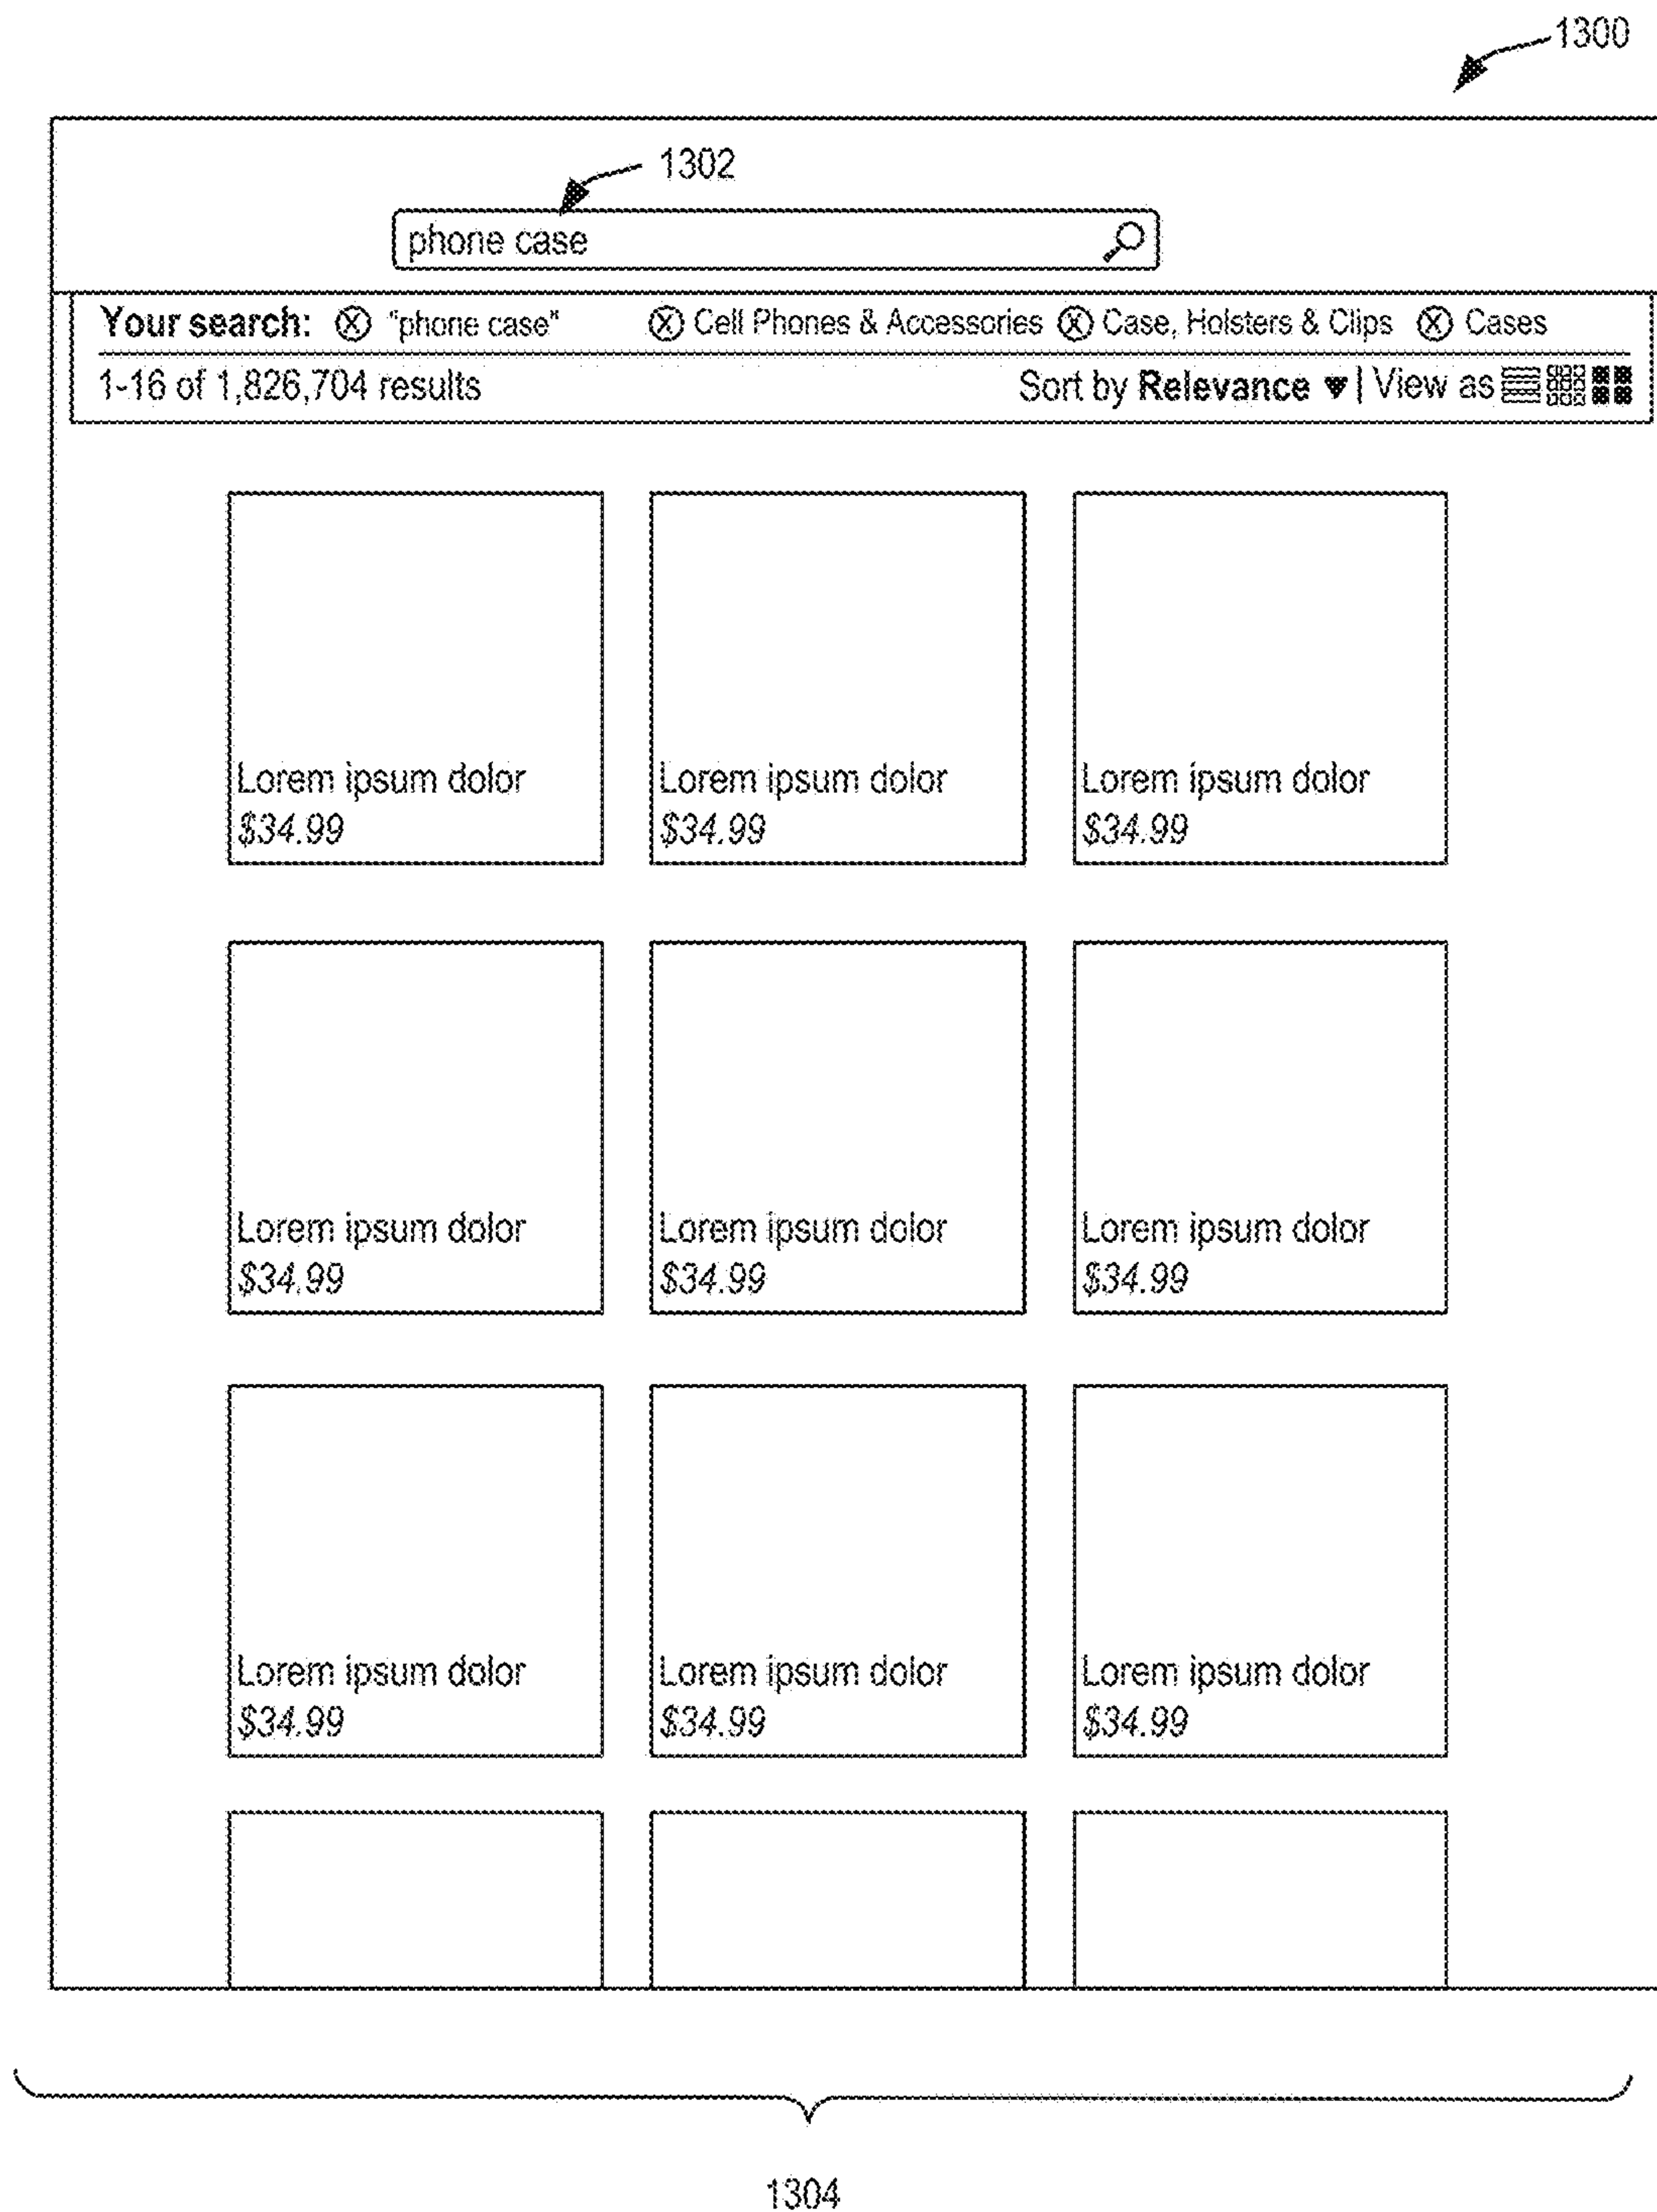 1300
1302
phone case
Your search: ⓧ "phone case" ⓧ Cell Phones & Accessories ⓧ Case, Holsters & Clips ⓧ Cases
1-16 of 1,826,704 results Sort by Relevance ▼ | View as
Lorem ipsum dolor Lorem ipsum dolor Lorem ipsum dolor
$34.99 $34.99 $34.99
Lorem ipsum dolor Lorem ipsum dolor Lorem ipsum dolor
$34.99 $34.99 $34.99
Lorem ipsum dolor Lorem ipsum dolor Lorem ipsum dolor
$34.99 $34.99 $34.99
1304